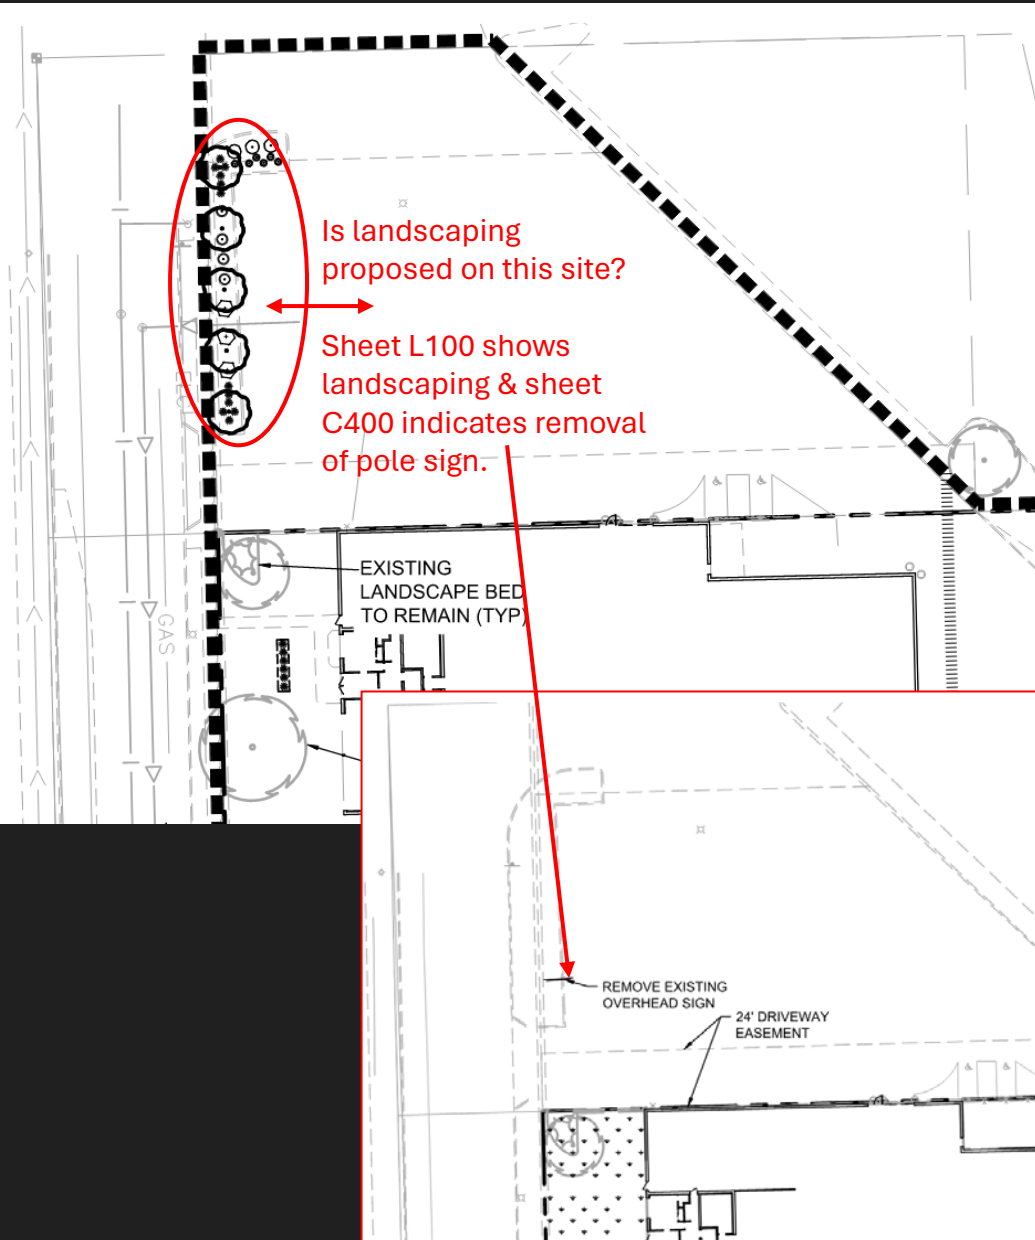 Is landscaping
proposed on this site?
Sheet L100 shows
landscaping & sheet
C400 indicates removal
of pole sign.
EXISTING
LANDSCAPE BED
TO REMAIN (TYP)
GAS
REMOVE EXISTING
OVERHEAD SIGN
24' DRIVEWAY
EASEMENT